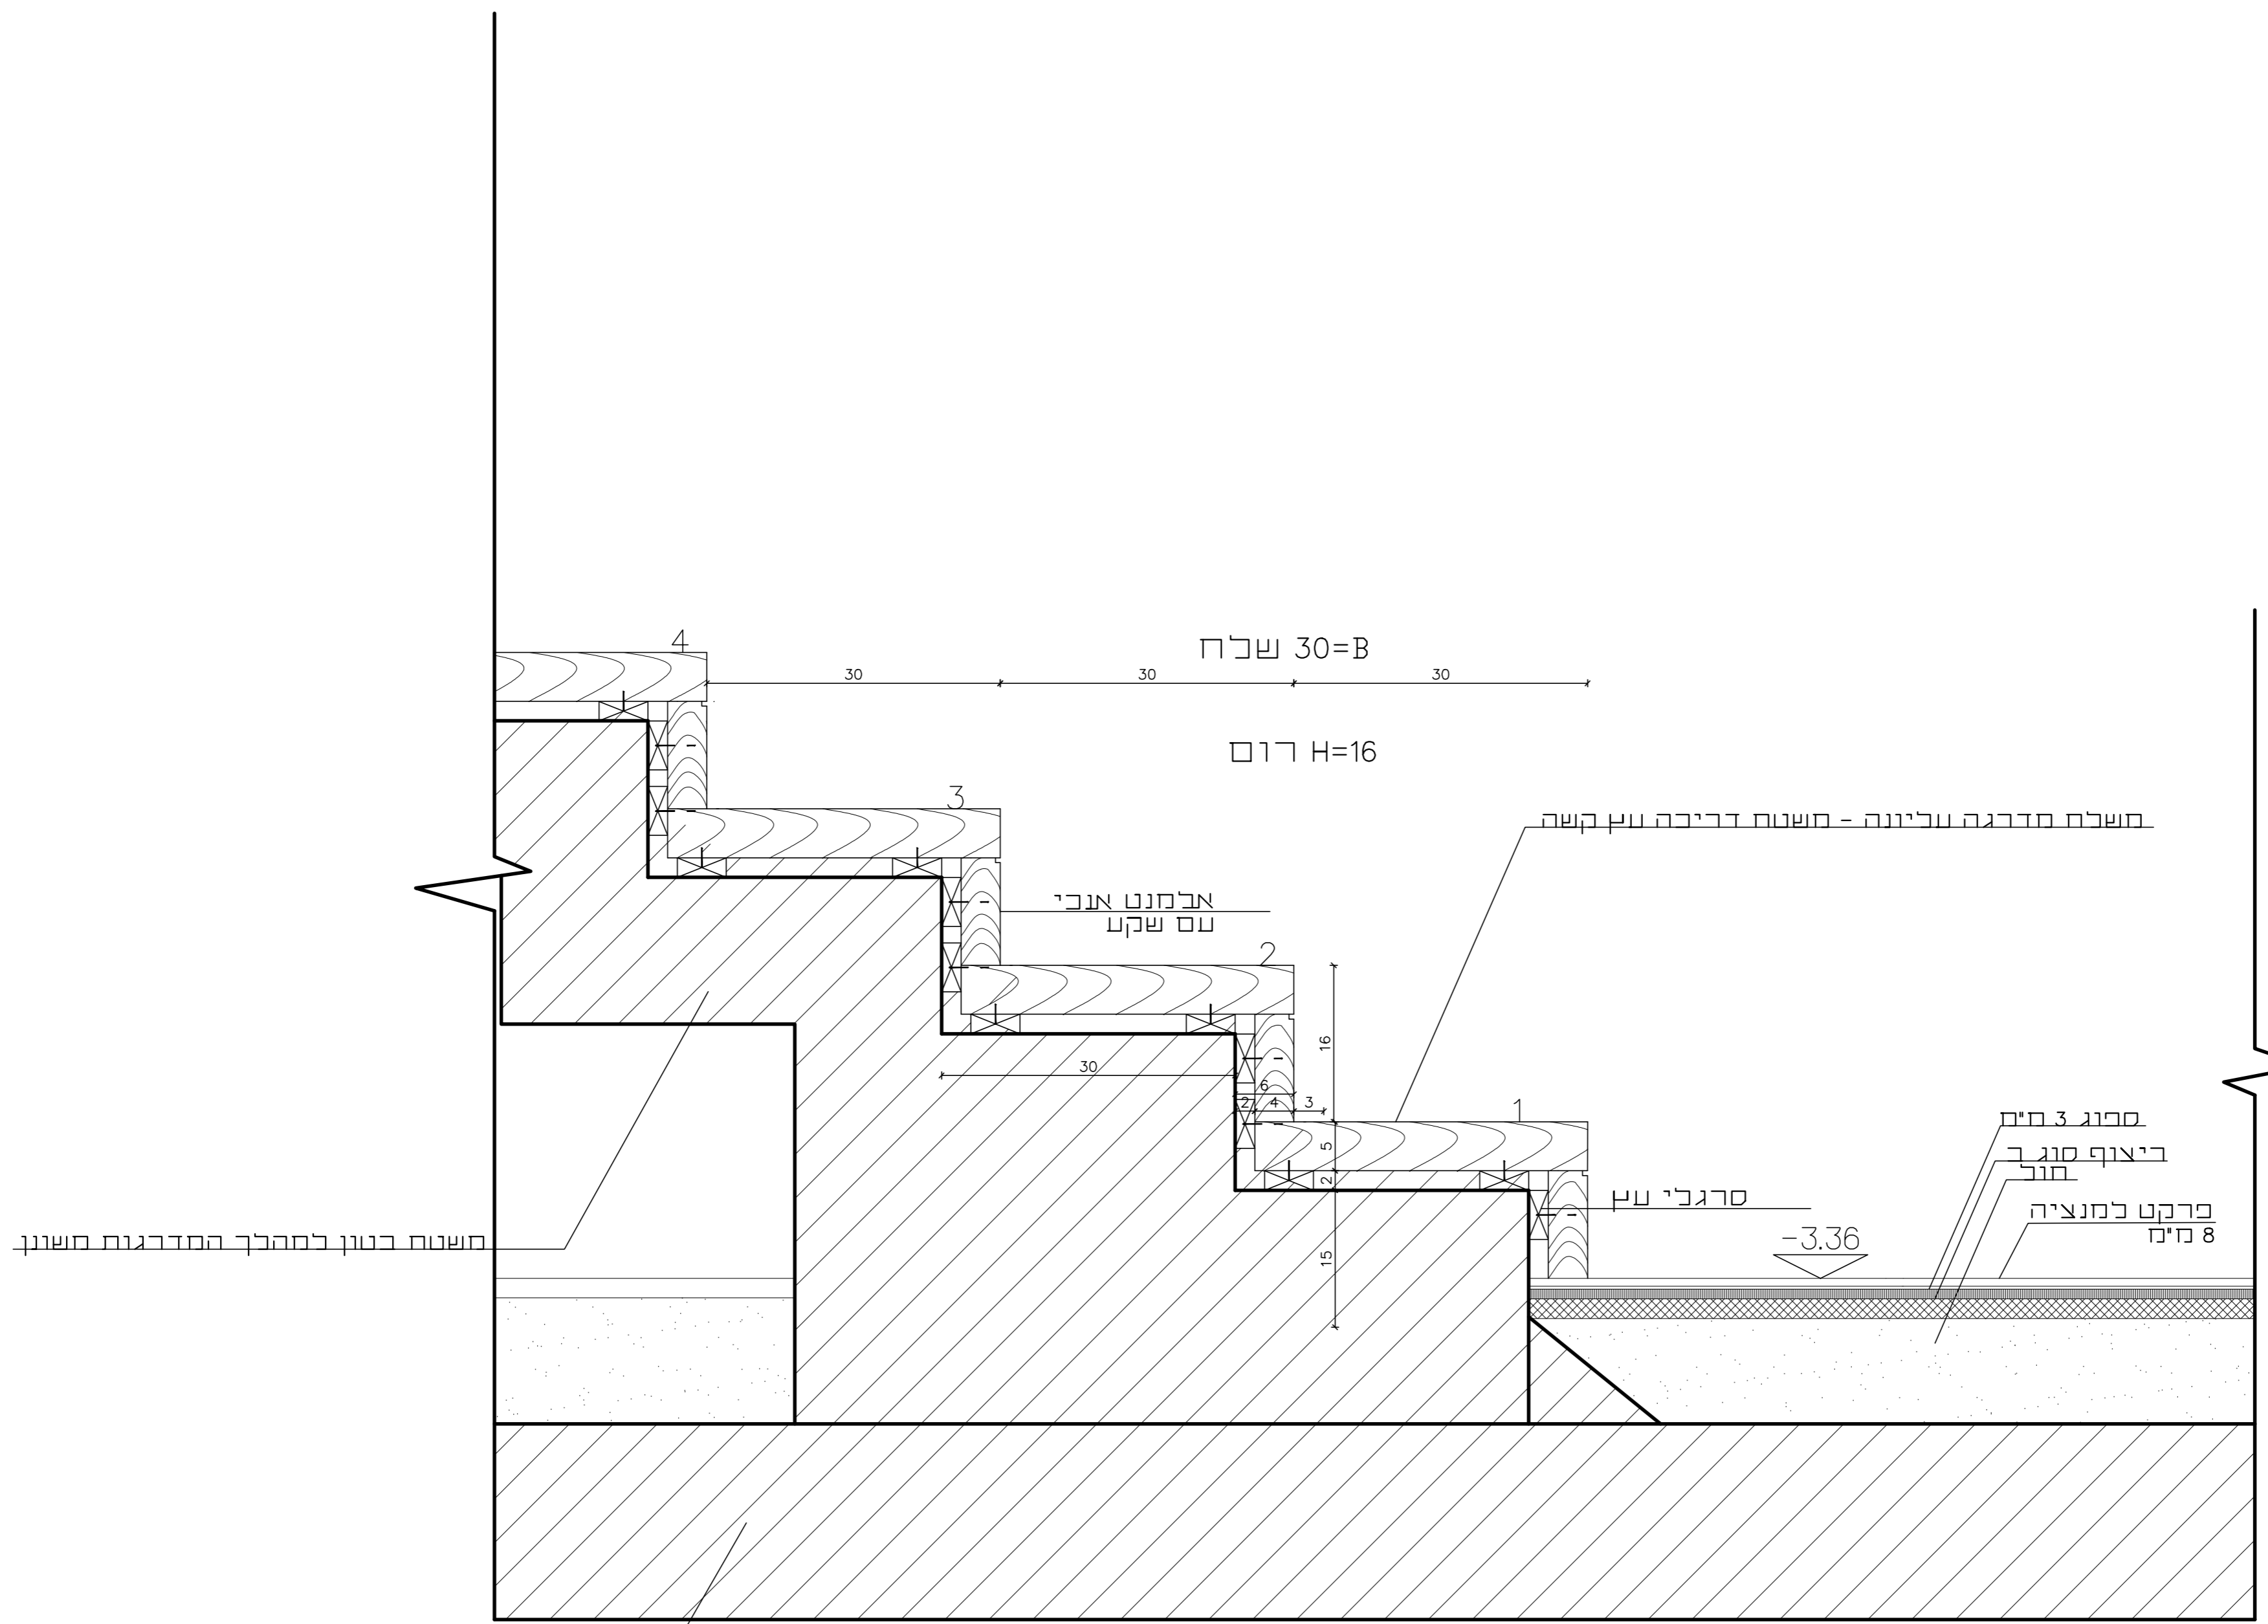 4
שלח 30=B
30
30
30
רום H=16
3
משלח מדרגה עליונה - משטח דריכה עץ קשה
אלמנט אנכי
עם שקע
2
16
30
6
2
4
3
1
5
2
15
ספוג 3 מ"מ
ריצוף סוג ב
חול
סרגלי עץ
פרקט למנציה
8 מ"מ
-3.36
משטח בטון למהלך המדרגות משונן